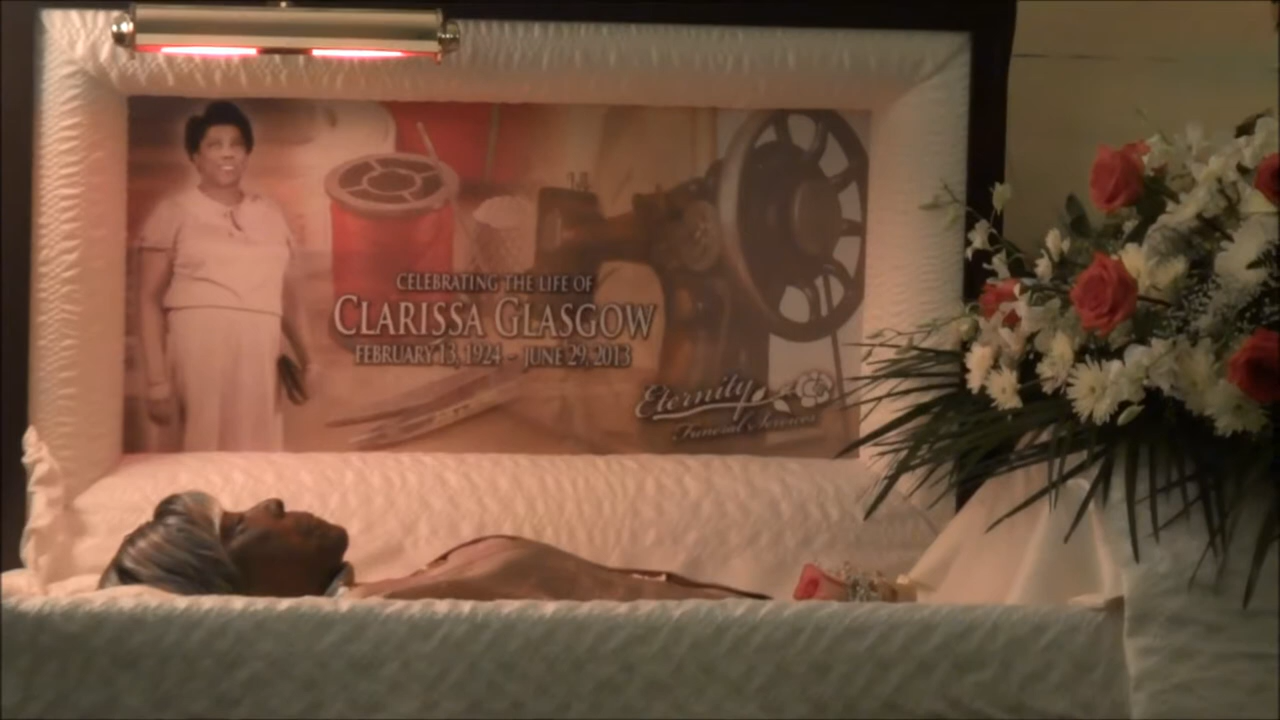 CELEBRATING THE LIFE OF
CLARISSA GLASGOW
FEBRUARY 13, 1924 - JUNE 29, 2013
Eternity
Funeral Services